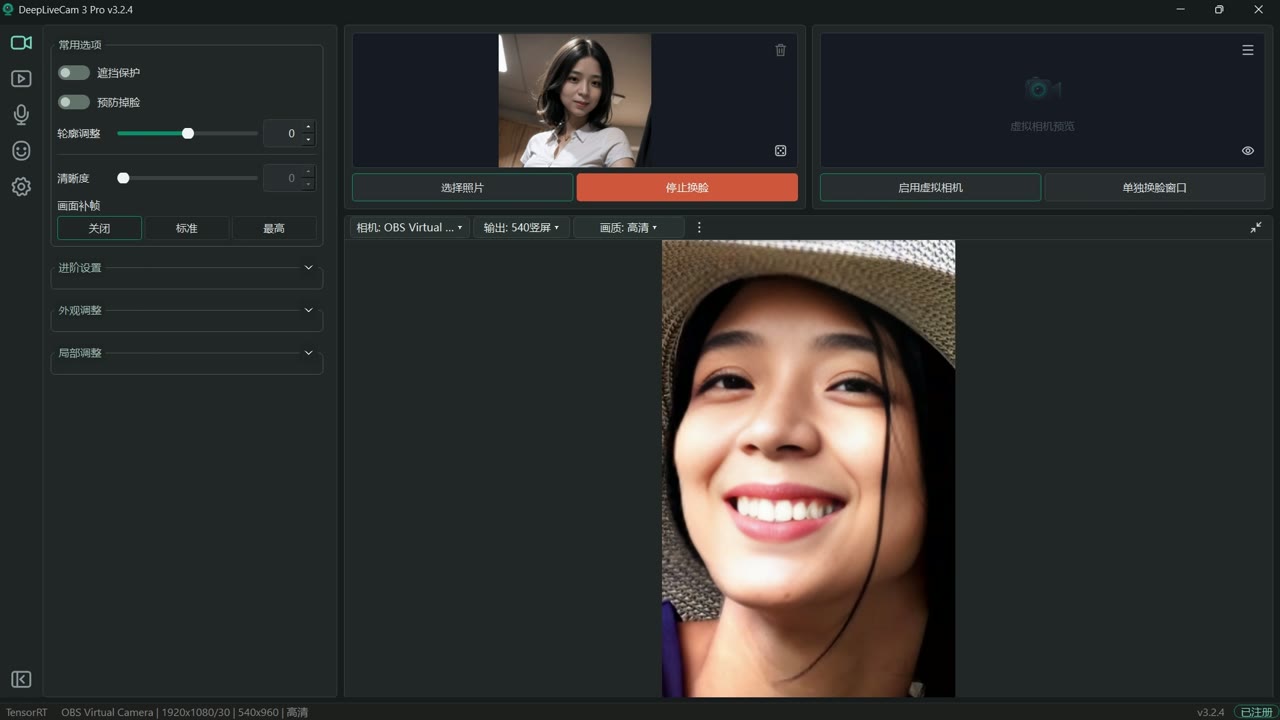 DeepLiveCam 3 Pro v3.2.4
常用选项
遮挡保护
预防掉脸
轮廓调整 0
清晰度 0
画面补帧
关闭 标准 最高
进阶设置
外观调整
局部调整
选择照片 停止换脸
虚拟相机预览
启用虚拟相机 单独换脸窗口
相机: OBS Virtual ... 输出: 540竖屏 画质: 高清
TensorRT OBS Virtual Camera | 1920x1080/30 | 540x960 | 高清
v3.2.4 已注册